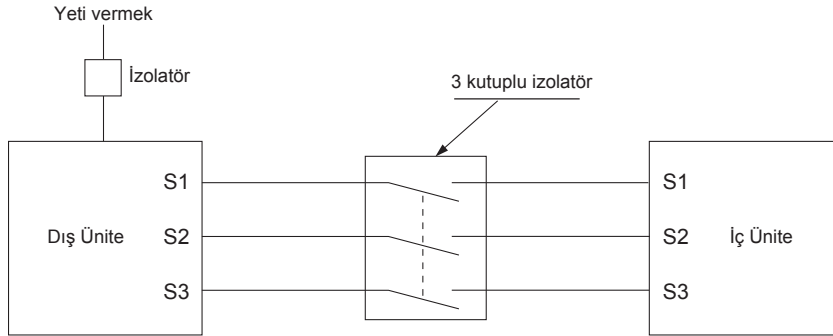 Yeti vermek
İzolatör
3 kutuplu izolatör
S1
S1
Dış Ünite
S2
S2
İç Ünite
S3
S3